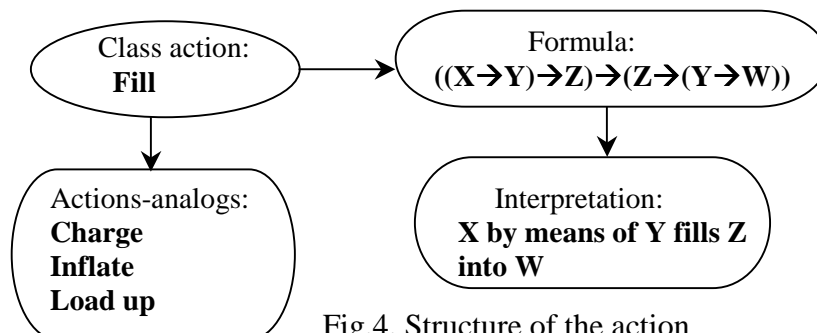 Class action:
Fill
Formula:
((X→Y)→Z)→(Z→(Y→W))
Actions-analogs:
Charge
Inflate
Load up
Interpretation:
X by means of Y fills Z
into W
Fig 4. Structure of the action